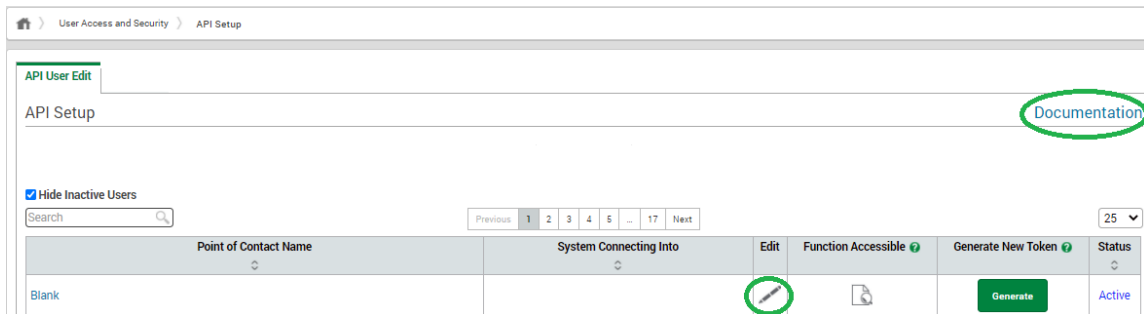 User Access and Security API Setup
API User Edit
API Setup Documentation
Hide Inactive Users
Search Previous 1 2 3 4 5 ... 17 Next 25
Point of Contact Name System Connecting Into Edit Function Accessible ? Generate New Token ? Status
Blank Generate Active